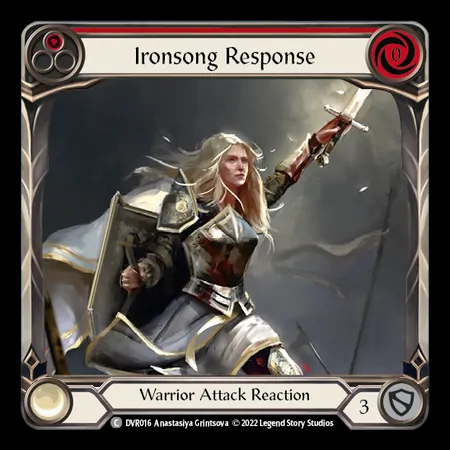 Ironsong Response
0
Warrior Attack Reaction
3
C DVR016 Anastasiya Grintsova © 2022 Legend Story Studios